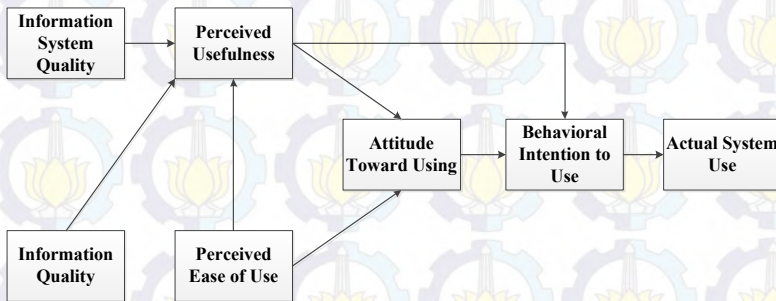 Information
System
Quality
Perceived
Usefulness
Attitude
Toward Using
Behavioral
Intention to
Use
Actual System
Use
Information
Quality
Perceived
Ease of Use